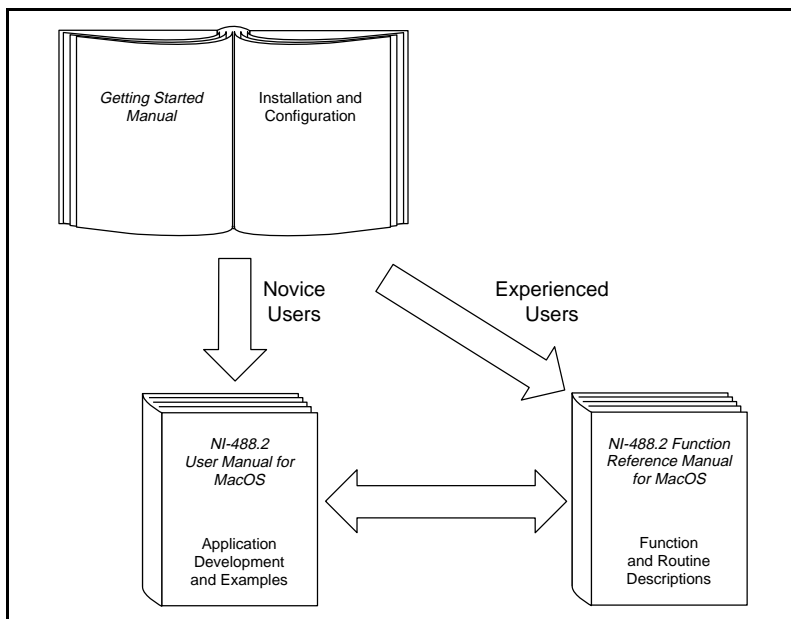 Getting Started
Manual
Installation and
Configuration
Novice
Users
Experienced
Users
NI-488.2
User Manual for
MacOS
Application
Development
and Examples
NI-488.2 Function
Reference Manual
for MacOS
Function
and Routine
Descriptions